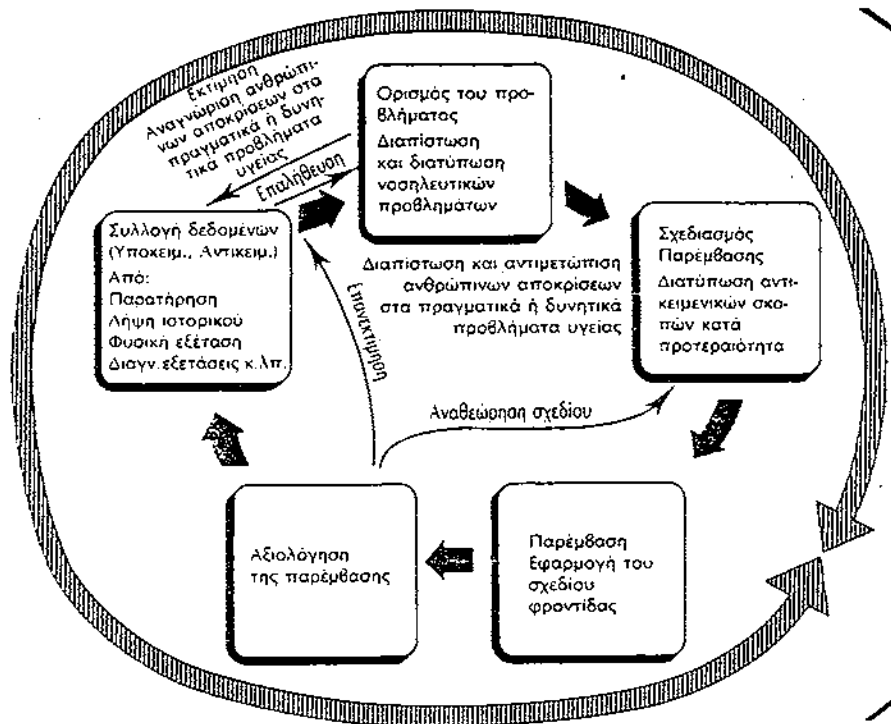 Εκτίμηση
Αναγνώριση ανθρώπι-
νων αποκρίσεων στα
πραγματικά ή δυνη-
τικά προβλήματα
υγείας
Επαλήθευση
Ορισμός του προ-
βλήματος
Διαπίστωση
και διατύπωση
νοσηλευτικών
προβλημάτων
Συλλογή δεδομένων
(Υποκειμ., Αντικειμ.)
Από:
Παρατήρηση
Λήψη ιστορικού
Φυσική εξέταση
Διαγν. εξετάσεις κ.λπ.
Σχεδιασμός
Παρέμβασης
Διατύπωση αντι-
κειμενικών σκο-
πών κατά
προτεραιότητα
Διαπίστωση και αντιμετώπιση
ανθρώπινων αποκρίσεων
στα πραγματικά ή δυνητικά
προβλήματα υγείας
Επανεκτίμηση
Αναθεώρηση σχεδίου
Αξιολόγηση
της παρέμβασης
Παρέμβαση
Εφαρμογή του
σχεδίου
φροντίδας